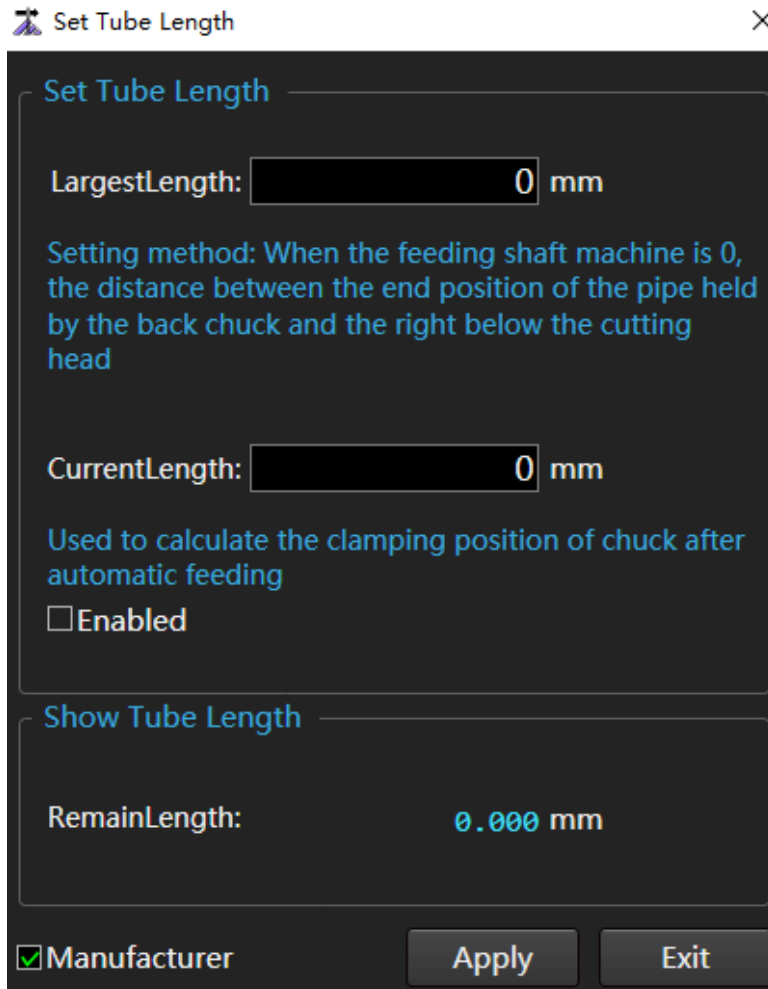 Set Tube Length
Set Tube Length
LargestLength: 0 mm
Setting method: When the feeding shaft machine is 0,
the distance between the end position of the pipe held
by the back chuck and the right below the cutting
head
CurrentLength: 0 mm
Used to calculate the clamping position of chuck after
automatic feeding
Enabled
Show Tube Length
RemainLength: 0.000 mm
Manufacturer Apply Exit